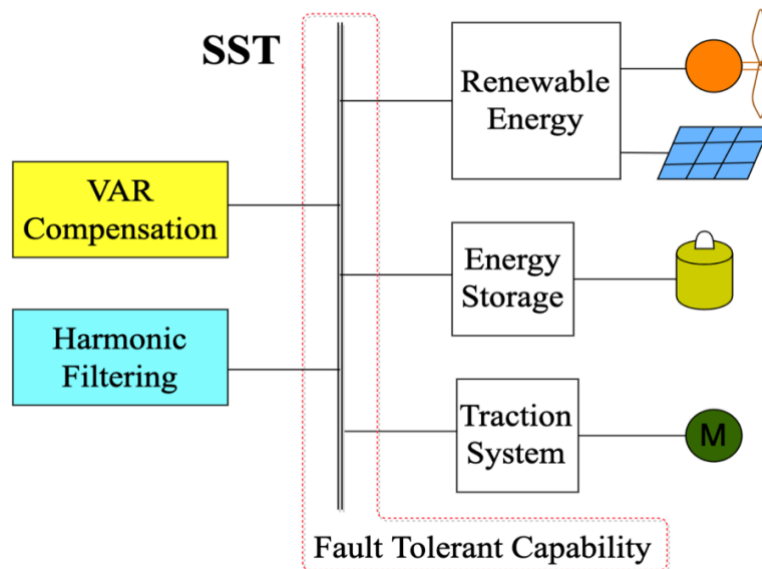 SST
Renewable
Energy
VAR
Compensation
Energy
Storage
Harmonic
Filtering
Traction
System
M
Fault Tolerant Capability